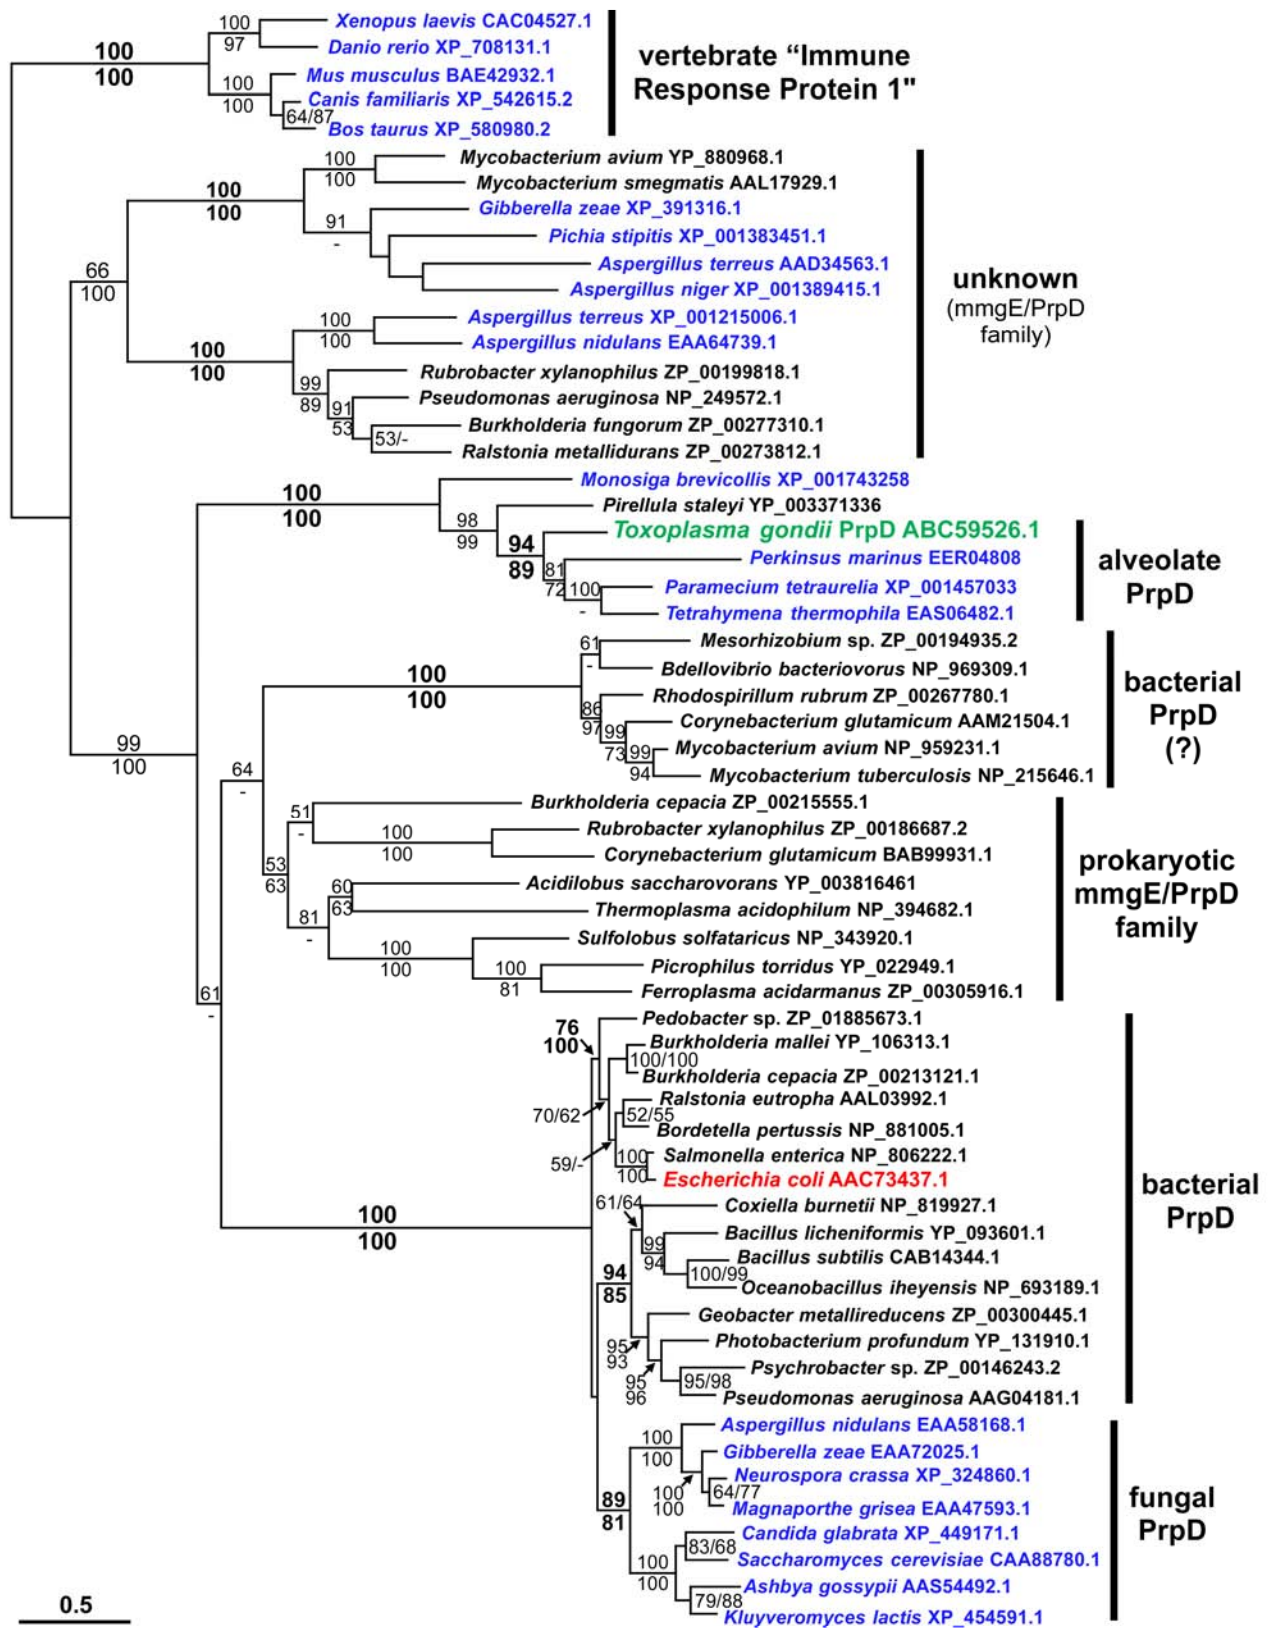 100
97
100
100
100
100
64/87
Xenopus laevis CAC04527.1
Danio rerio XP_708131.1
Mus musculus BAE42932.1
Canis familiaris XP_542615.2
Bos taurus XP_580980.2
vertebrate “Immune
Response Protein 1"
100
100
100
100
91
-
66
100
100
100
100
100
99
89
91
53
53/-
Mycobacterium avium YP_880968.1
Mycobacterium smegmatis AAL17929.1
Gibberella zeae XP_391316.1
Pichia stipitis XP_001383451.1
Aspergillus terreus AAD34563.1
Aspergillus niger XP_001389415.1
Aspergillus terreus XP_001215006.1
Aspergillus nidulans EAA64739.1
Rubrobacter xylanophilus ZP_00199818.1
Pseudomonas aeruginosa NP_249572.1
Burkholderia fungorum ZP_00277310.1
Ralstonia metallidurans ZP_00273812.1
unknown
(mmgE/PrpD
family)
100
100
98
99
94
89
81
72
100
-
Monosiga brevicollis XP_001743258
Pirellula staleyi YP_003371336
Toxoplasma gondii PrpD ABC59526.1
Perkinsus marinus EER04808
Paramecium tetraurelia XP_001457033
Tetrahymena thermophila EAS06482.1
alveolate
PrpD
99
100
64
-
100
100
61
-
86
97
99
73
99
94
Mesorhizobium sp. ZP_00194935.2
Bdellovibrio bacteriovorus NP_969309.1
Rhodospirillum rubrum ZP_00267780.1
Corynebacterium glutamicum AAM21504.1
Mycobacterium avium NP_959231.1
Mycobacterium tuberculosis NP_215646.1
bacterial
PrpD
(?)
53
63
51
-
100
100
81
-
60
63
100
100
100
81
61
-
Burkholderia cepacia ZP_00215555.1
Rubrobacter xylanophilus ZP_00186687.2
Corynebacterium glutamicum BAB99931.1
Acidilobus saccharovorans YP_003816461
Thermoplasma acidophilum NP_394682.1
Sulfolobus solfataricus NP_343920.1
Picrophilus torridus YP_022949.1
Ferroplasma acidarmanus ZP_00305916.1
prokaryotic
mmgE/PrpD
family
76
100
100/100
70/62
52/55
59/-
100
100
100
100
61/64
99
94
100/99
94
85
95
93
95
96
95/98
Pedobacter sp. ZP_01885673.1
Burkholderia mallei YP_106313.1
Burkholderia cepacia ZP_00213121.1
Ralstonia eutropha AAL03992.1
Bordetella pertussis NP_881005.1
Salmonella enterica NP_806222.1
Escherichia coli AAC73437.1
Coxiella burnetii NP_819927.1
Bacillus licheniformis YP_093601.1
Bacillus subtilis CAB14344.1
Oceanobacillus iheyensis NP_693189.1
Geobacter metallireducens ZP_00300445.1
Photobacterium profundum YP_131910.1
Psychrobacter sp. ZP_00146243.2
Pseudomonas aeruginosa AAG04181.1
bacterial
PrpD
89
81
100
100
100
100
64/77
83/68
100
100
79/88
Aspergillus nidulans EAA58168.1
Gibberella zeae EAA72025.1
Neurospora crassa XP_324860.1
Magnaporthe grisea EAA47593.1
Candida glabrata XP_449171.1
Saccharomyces cerevisiae CAA88780.1
Ashbya gossypii AAS54492.1
Kluyveromyces lactis XP_454591.1
fungal
PrpD
0.5